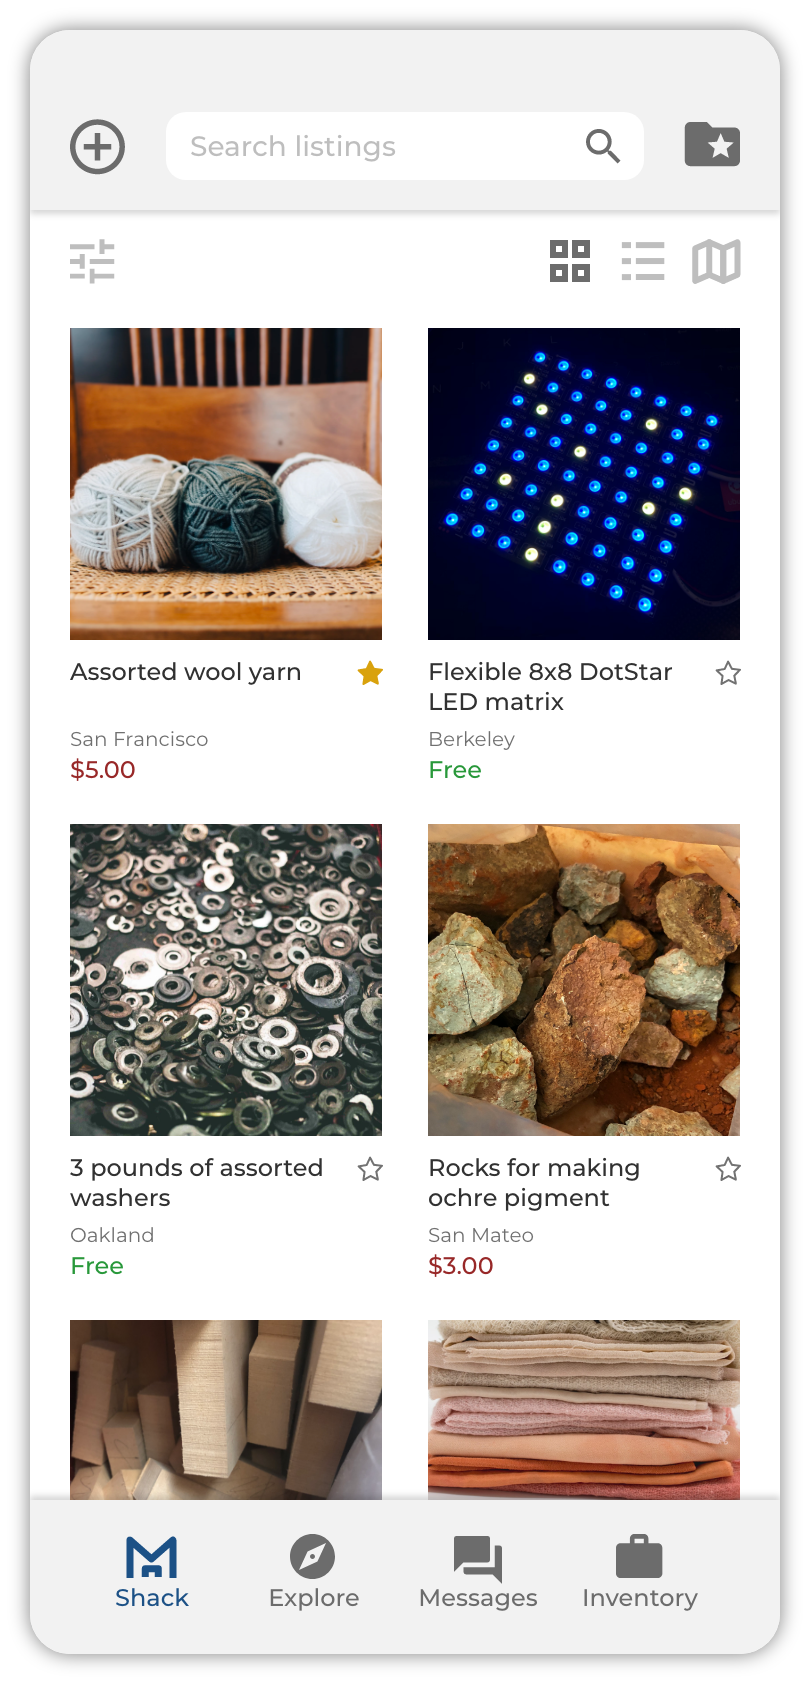 Search listings
Assorted wool yarn
San Francisco
$5.00
Flexible 8x8 DotStar
LED matrix
Berkeley
Free
3 pounds of assorted
washers
Oakland
Free
Rocks for making
ochre pigment
San Mateo
$3.00
Shack
Explore
Messages
Inventory